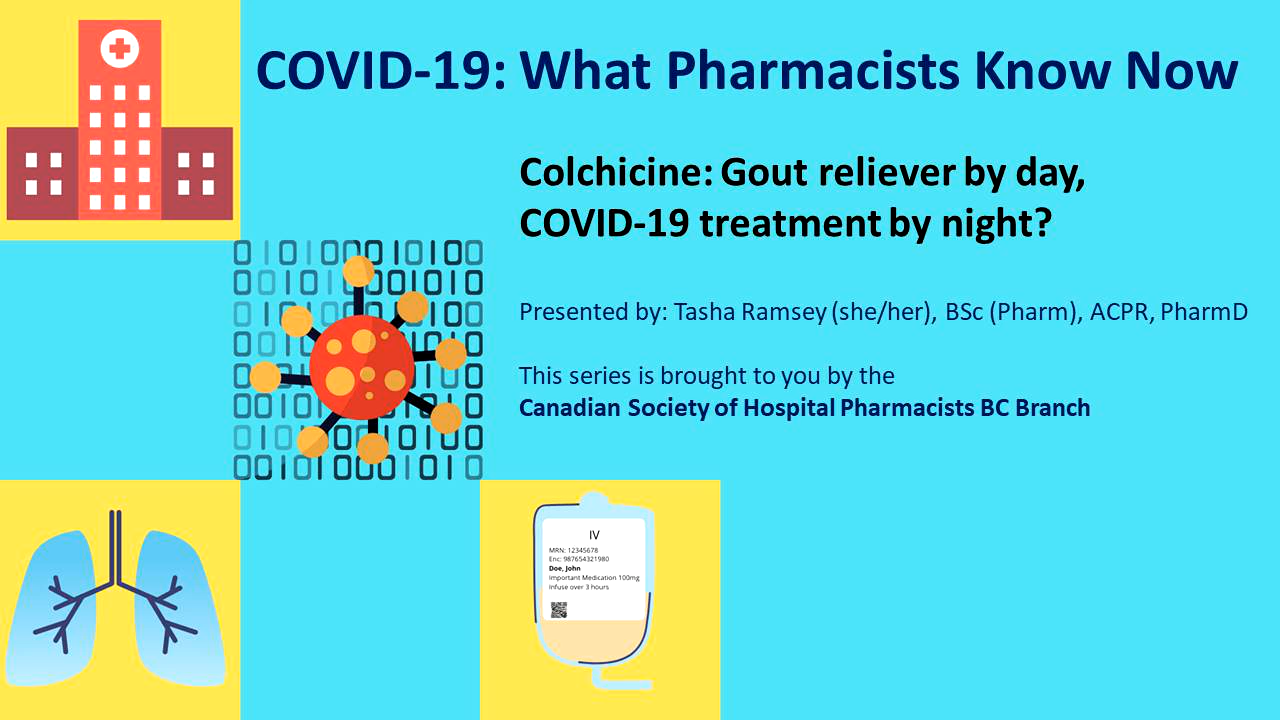 COVID-19: What Pharmacists Know Now
Colchicine: Gout reliever by day,
COVID-19 treatment by night?
Presented by: Tasha Ramsey (she/her), BSc (Pharm), ACPR, PharmD
This series is brought to you by the
Canadian Society of Hospital Pharmacists BC Branch
IV
MRN: 12345678
Enc: 987654321980
Doe, John
Important Medication 100mg
Infuse over 3 hours